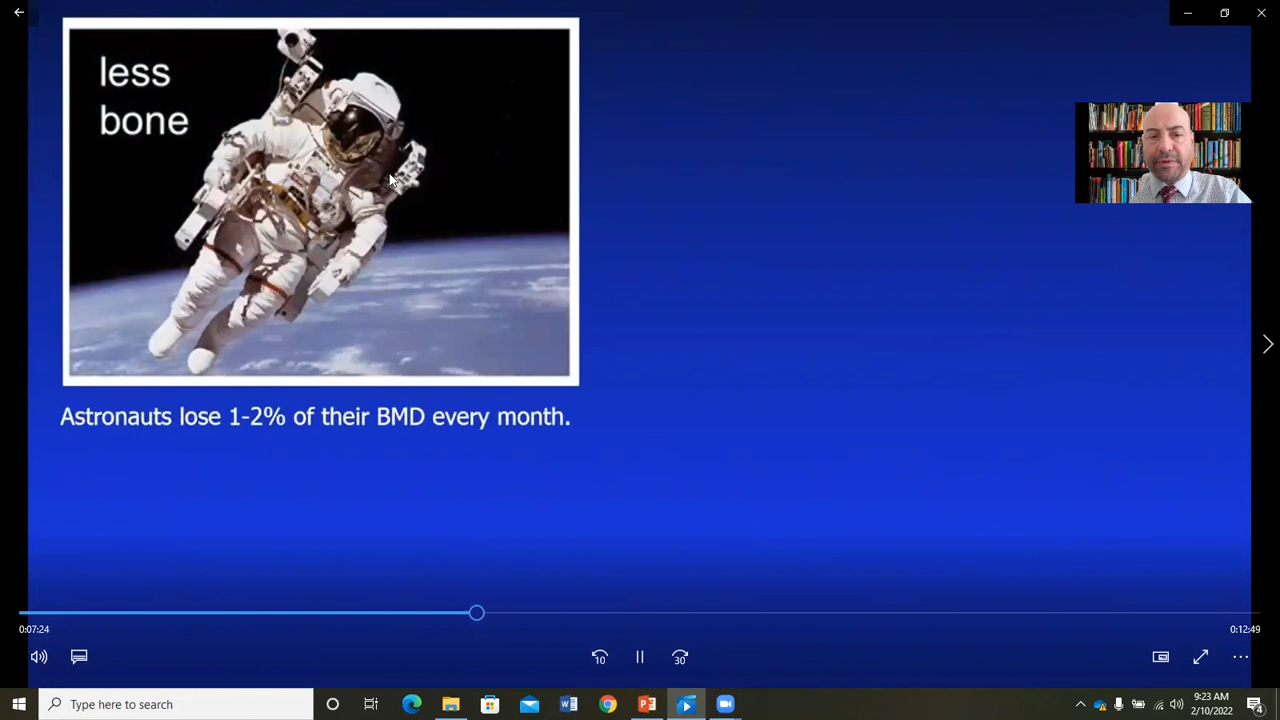 less
bone
Astronauts lose 1-2% of their BMD every month.
0:07:24
0:12:49
10
30
Type here to search
9:23 AM
2/10/2022
4